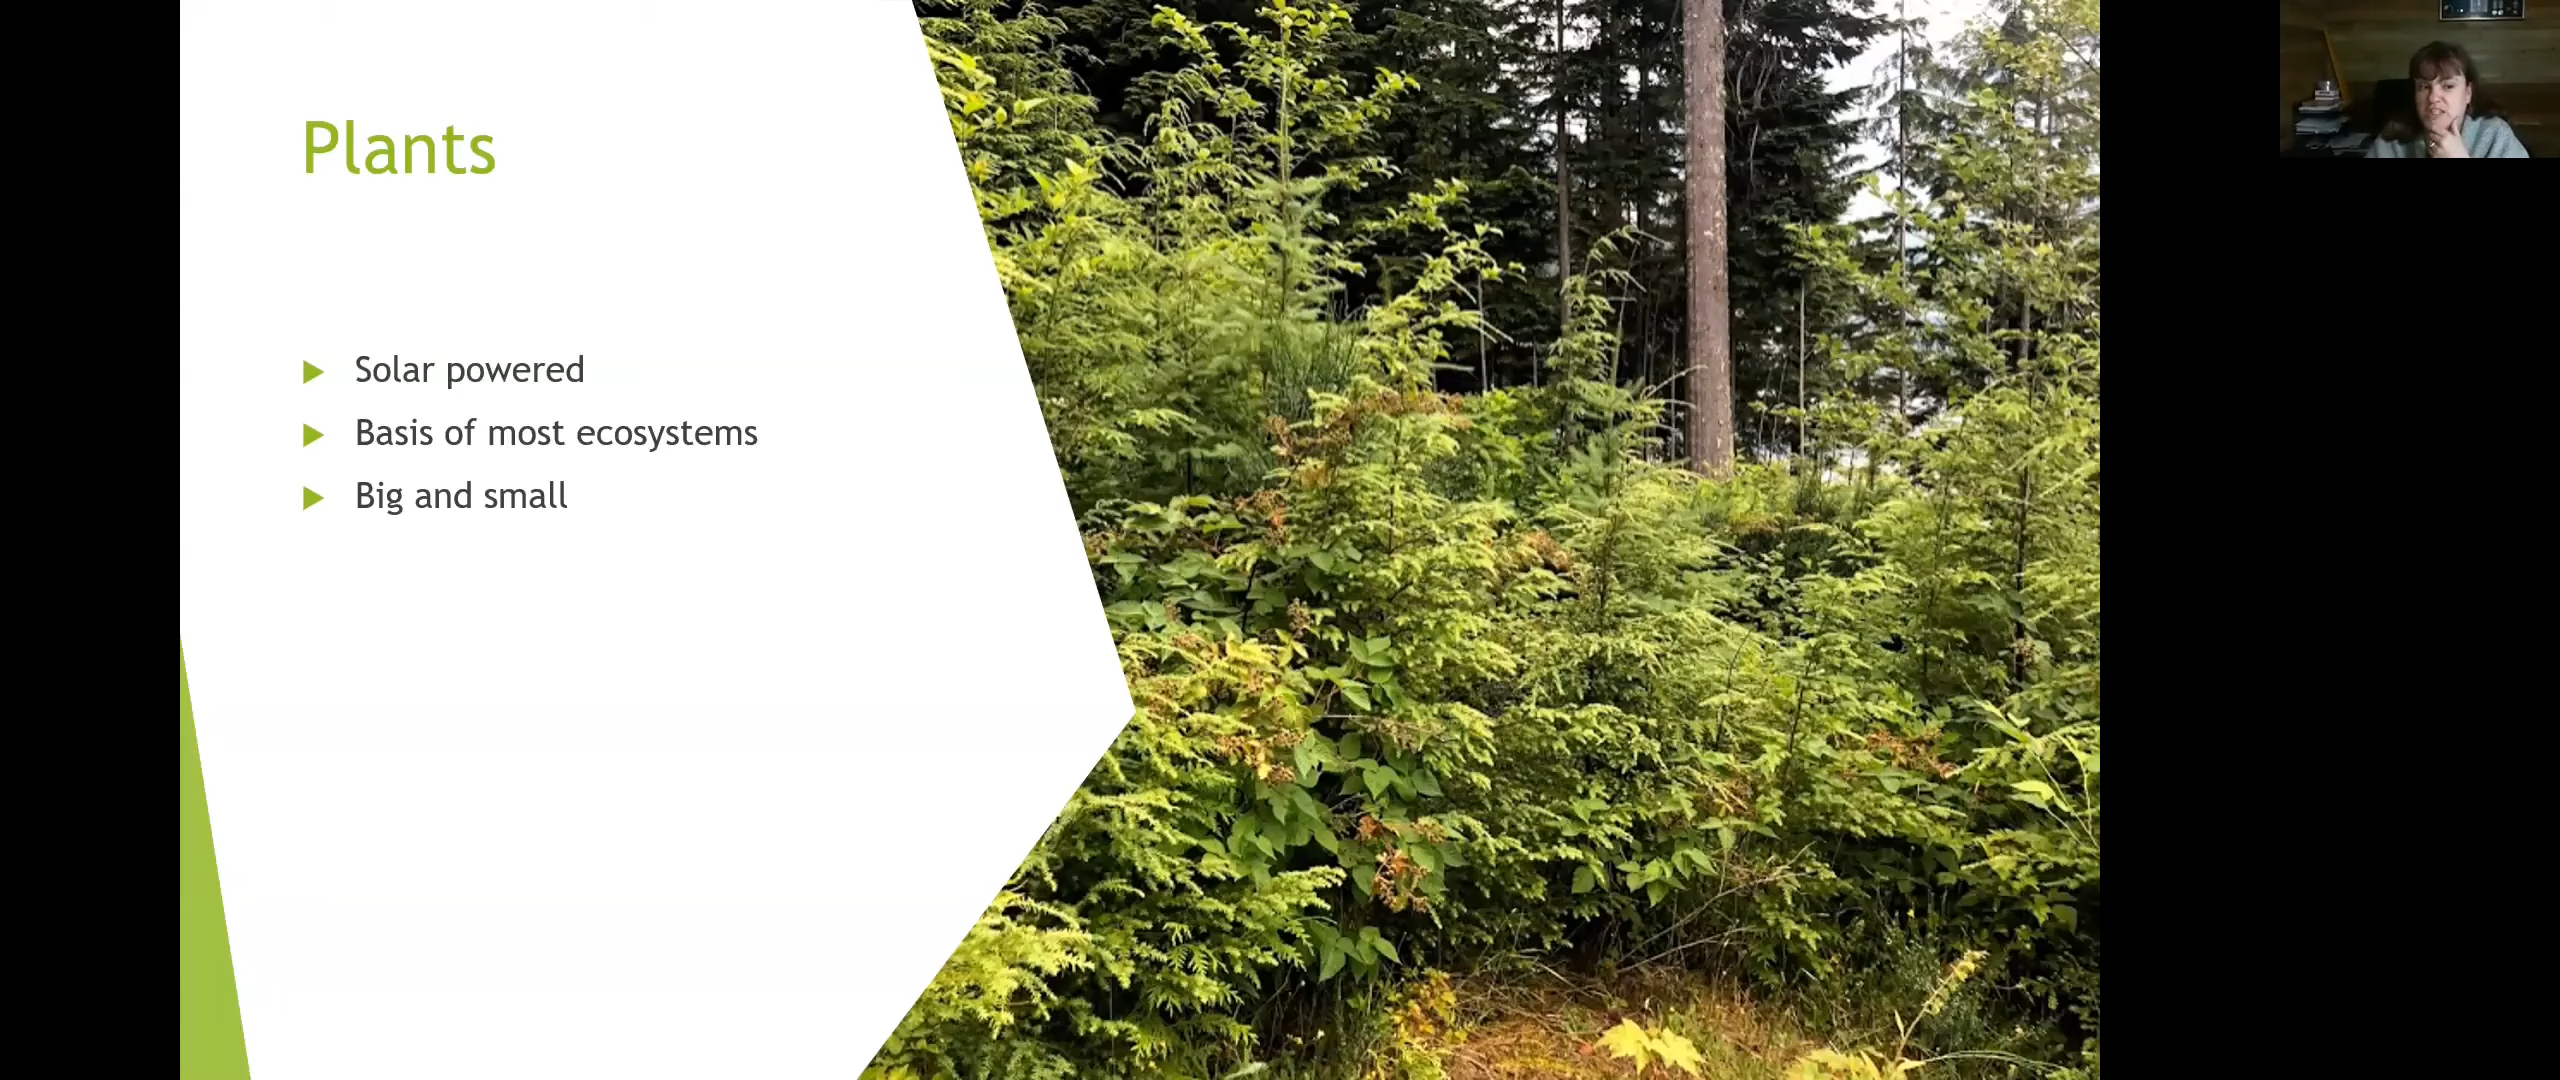 Plants
Solar powered
Basis of most ecosystems
Big and small